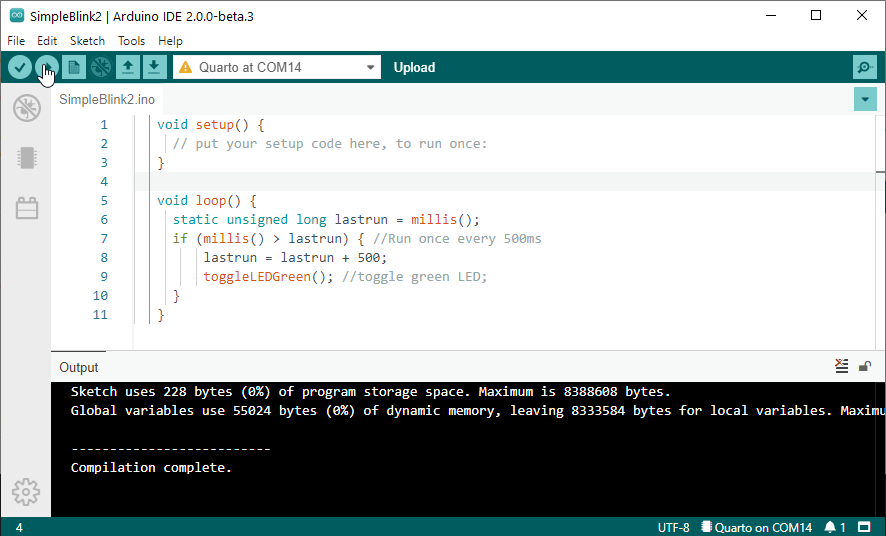 SimpleBlink2 | Arduino IDE 2.0.0-beta.3
File Edit Sketch Tools Help
Quarto at COM14 Upload
SimpleBlink2.ino
1 void setup() {
2 // put your setup code here, to run once:
3 }
4
5 void loop() {
6 static unsigned long lastrun = millis();
7 if (millis() > lastrun) { //Run once every 500ms
8 lastrun = lastrun + 500;
9 toggleLEDGreen(); //toggle green LED;
10 }
11 }
Output
Sketch uses 228 bytes (0%) of program storage space. Maximum is 8388608 bytes.
Global variables use 55024 bytes (0%) of dynamic memory, leaving 8333584 bytes for local variables. Maximu
--------------------------
Compilation complete.
4 UTF-8 Quarto on COM14 1